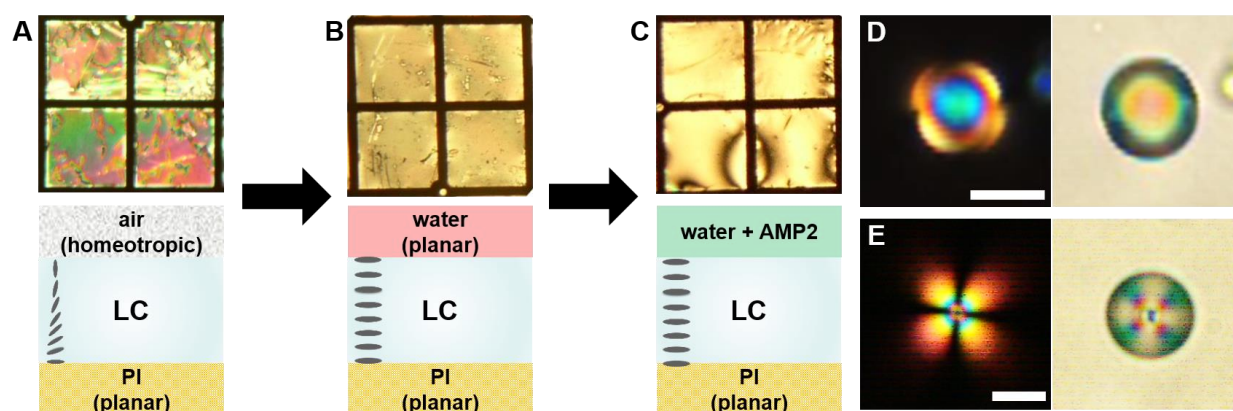 A
B
C
D
E
air
(homeotropic)
LC
PI
(planar)
water
(planar)
LC
PI
(planar)
water + AMP2
LC
PI
(planar)